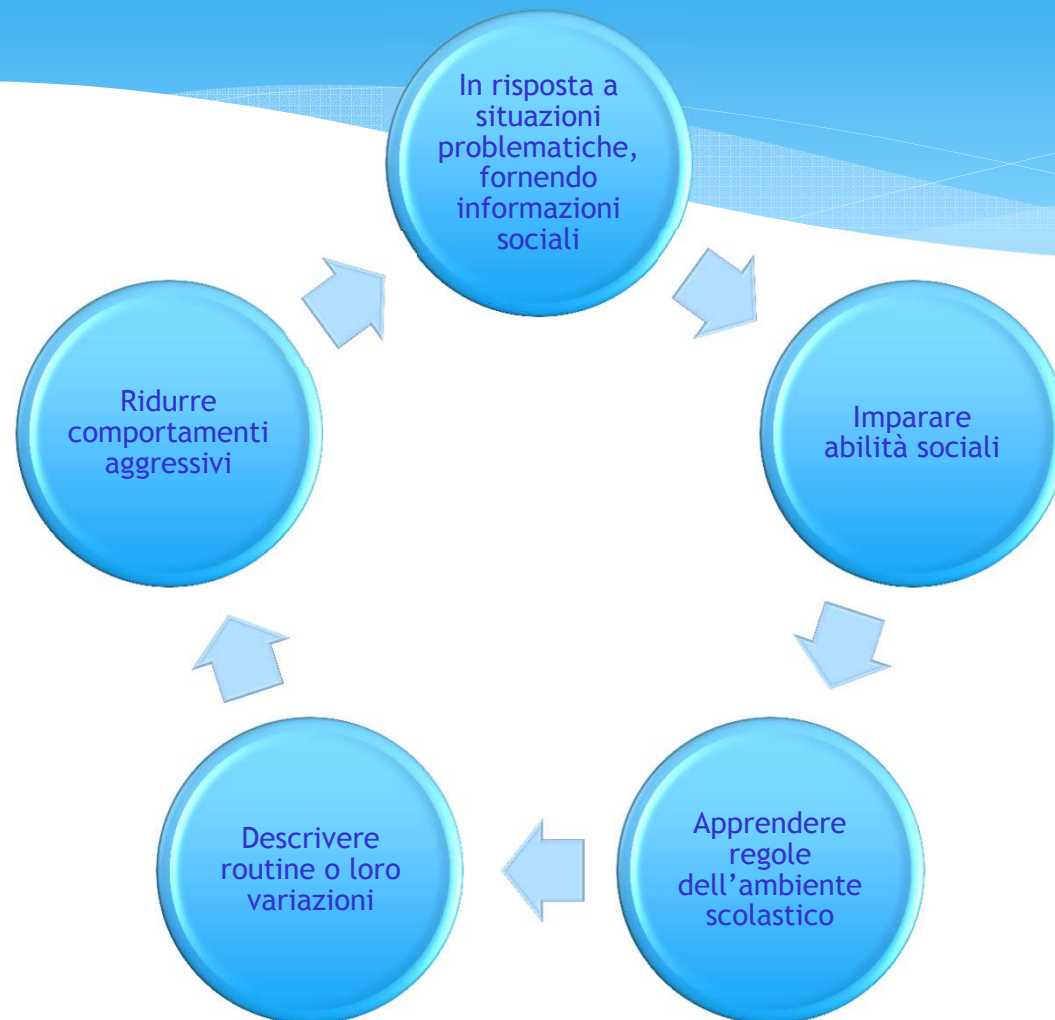 In risposta a
situazioni
problematiche,
fornendo
informazioni
sociali
Imparare
abilità sociali
Apprendere
regole
dell’ambiente
scolastico
Descrivere
routine o loro
variazioni
Ridurre
comportamenti
aggressivi